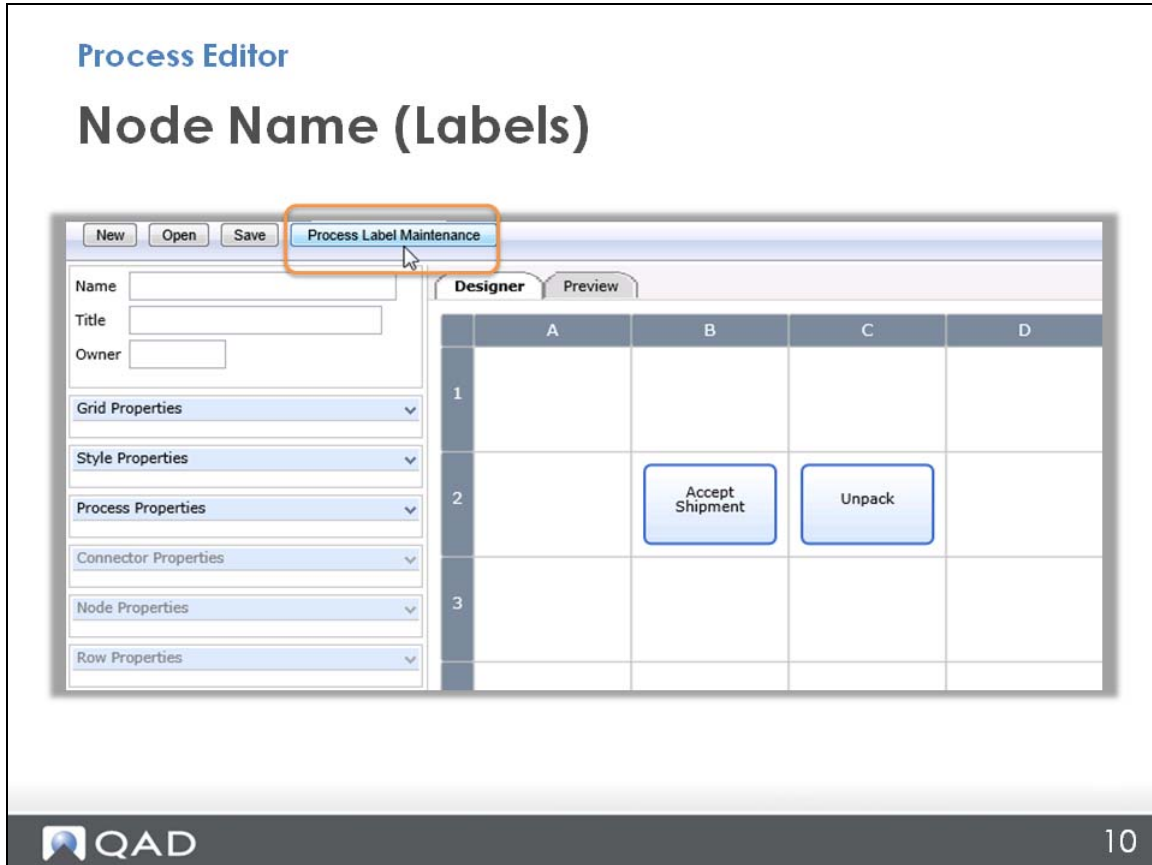 Process Editor
Node Name (Labels)
New Open Save Process Label Maintenance
Name
Title
Owner
Grid Properties
Style Properties
Process Properties
Connector Properties
Node Properties
Row Properties
Designer Preview
A B C D
1
2
Accept
Shipment
Unpack
3
QAD
10